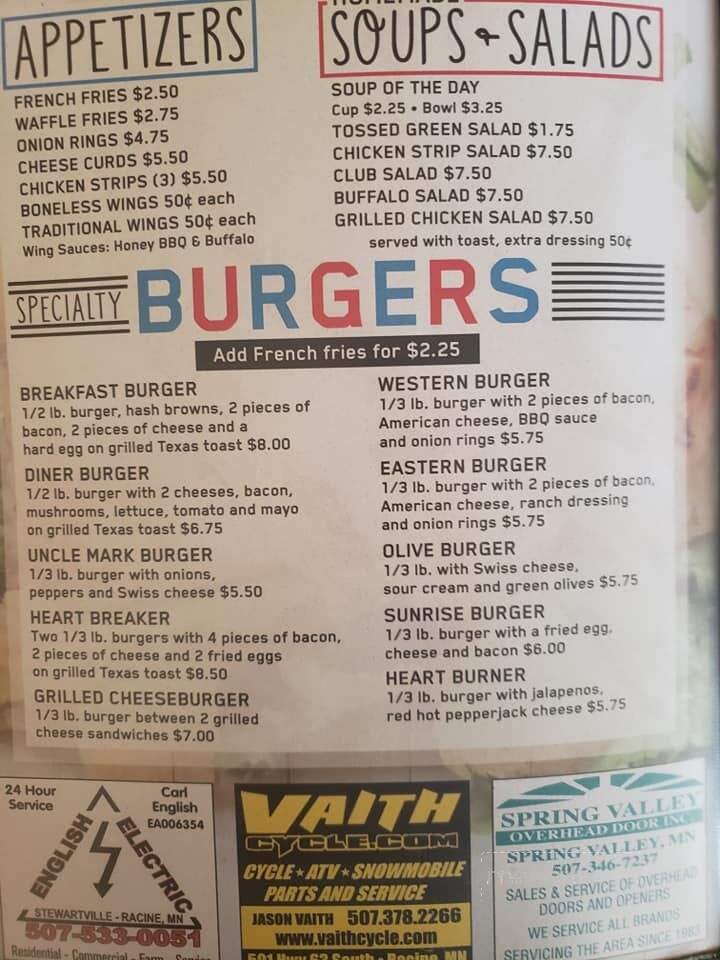 APPETIZERS
FRENCH FRIES $2.50
WAFFLE FRIES $2.75
ONION RINGS $4.75
CHEESE CURDS $5.50
CHICKEN STRIPS (3) $5.50
BONELESS WINGS 50¢ each
TRADITIONAL WINGS 50¢ each
Wing Sauces: Honey BBQ & Buffalo
HOMEMADE
SOUPS & SALADS
SOUP OF THE DAY
Cup $2.25 • Bowl $3.25
TOSSED GREEN SALAD $1.75
CHICKEN STRIP SALAD $7.50
CLUB SALAD $7.50
BUFFALO SALAD $7.50
GRILLED CHICKEN SALAD $7.50
served with toast, extra dressing 50¢
SPECIALTY BURGERS
Add French fries for $2.25
BREAKFAST BURGER
1/2 lb. burger, hash browns, 2 pieces of
bacon, 2 pieces of cheese and a
hard egg on grilled Texas toast $8.00
DINER BURGER
1/2 lb. burger with 2 cheeses, bacon,
mushrooms, lettuce, tomato and mayo
on grilled Texas toast $6.75
UNCLE MARK BURGER
1/3 lb. burger with onions,
peppers and Swiss cheese $5.50
HEART BREAKER
Two 1/3 lb. burgers with 4 pieces of bacon,
2 pieces of cheese and 2 fried eggs
on grilled Texas toast $8.50
GRILLED CHEESEBURGER
1/3 lb. burger between 2 grilled
cheese sandwiches $7.00
WESTERN BURGER
1/3 lb. burger with 2 pieces of bacon,
American cheese, BBQ sauce
and onion rings $5.75
EASTERN BURGER
1/3 lb. burger with 2 pieces of bacon,
American cheese, ranch dressing
and onion rings $5.75
OLIVE BURGER
1/3 lb. with Swiss cheese,
sour cream and green olives $5.75
SUNRISE BURGER
1/3 lb. burger with a fried egg,
cheese and bacon $6.00
HEART BURNER
1/3 lb. burger with jalapenos,
red hot pepperjack cheese $5.75
24 Hour
Service
Carl
English
EA006354
ENGLISH ELECTRIC
STEWARTVILLE - RACINE, MN
507-533-0051
Residential - Commercial - Farm
VAITH
CYCLE.COM
CYCLE ★ ATV ★ SNOWMOBILE
PARTS AND SERVICE
JASON VAITH 507.378.2266
www.vaithcycle.com
501 Hwy 63 South - Racine, MN
SPRING VALLEY
OVERHEAD DOOR INC
SPRING VALLEY, MN
507-346-7237
SALES & SERVICE OF OVERHEAD
DOORS AND OPENERS
WE SERVICE ALL BRANDS
SERVICING THE AREA SINCE 1983